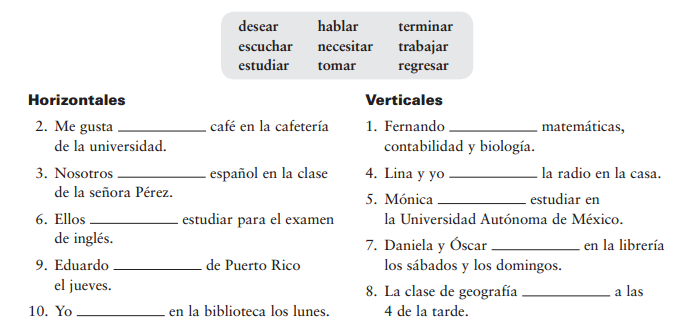 desear hablar terminar
escuchar necesitar trabajar
estudiar tomar regresar
Horizontales
2. Me gusta __________ café en la cafetería
de la universidad.
3. Nosotros __________ español en la clase
de la señora Pérez.
6. Ellos __________ estudiar para el examen
de inglés.
9. Eduardo __________ de Puerto Rico
el jueves.
10. Yo __________ en la biblioteca los lunes.
Verticales
1. Fernando __________ matemáticas,
contabilidad y biología.
4. Lina y yo __________ la radio en la casa.
5. Mónica __________ estudiar en
la Universidad Autónoma de México.
7. Daniela y Óscar __________ en la librería
los sábados y los domingos.
8. La clase de geografía __________ a las
4 de la tarde.